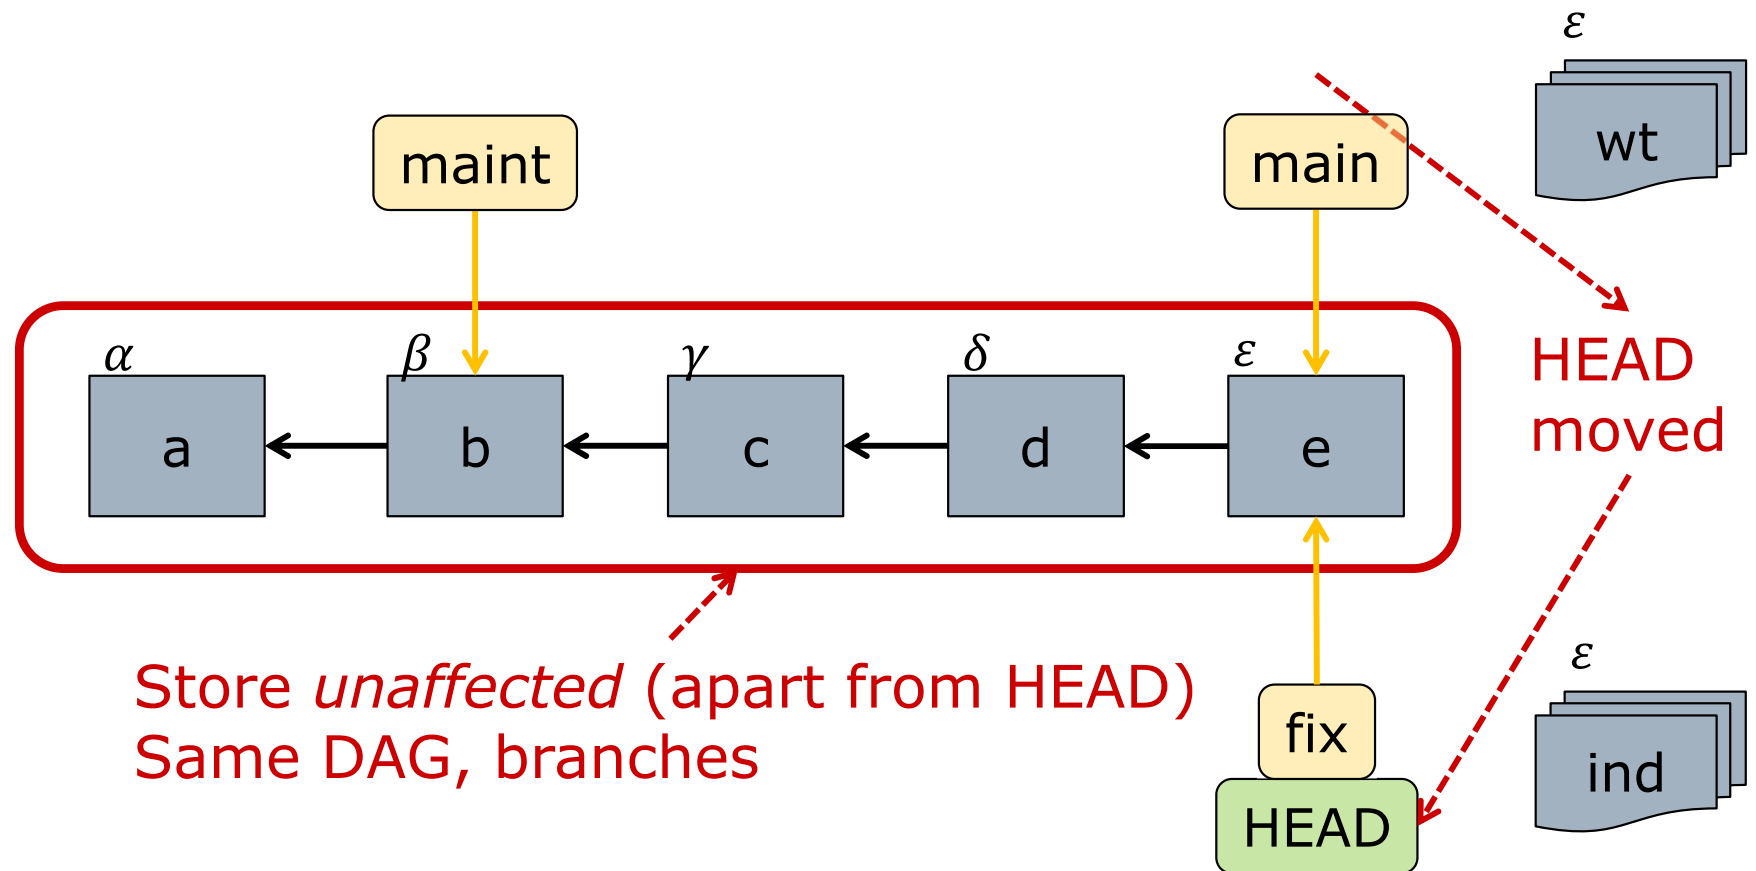 ε
wt
maint
main
α
β
γ
δ
ε
HEAD
moved
a
b
c
d
e
Store unaffected (apart from HEAD)
Same DAG, branches
ε
fix
ind
HEAD